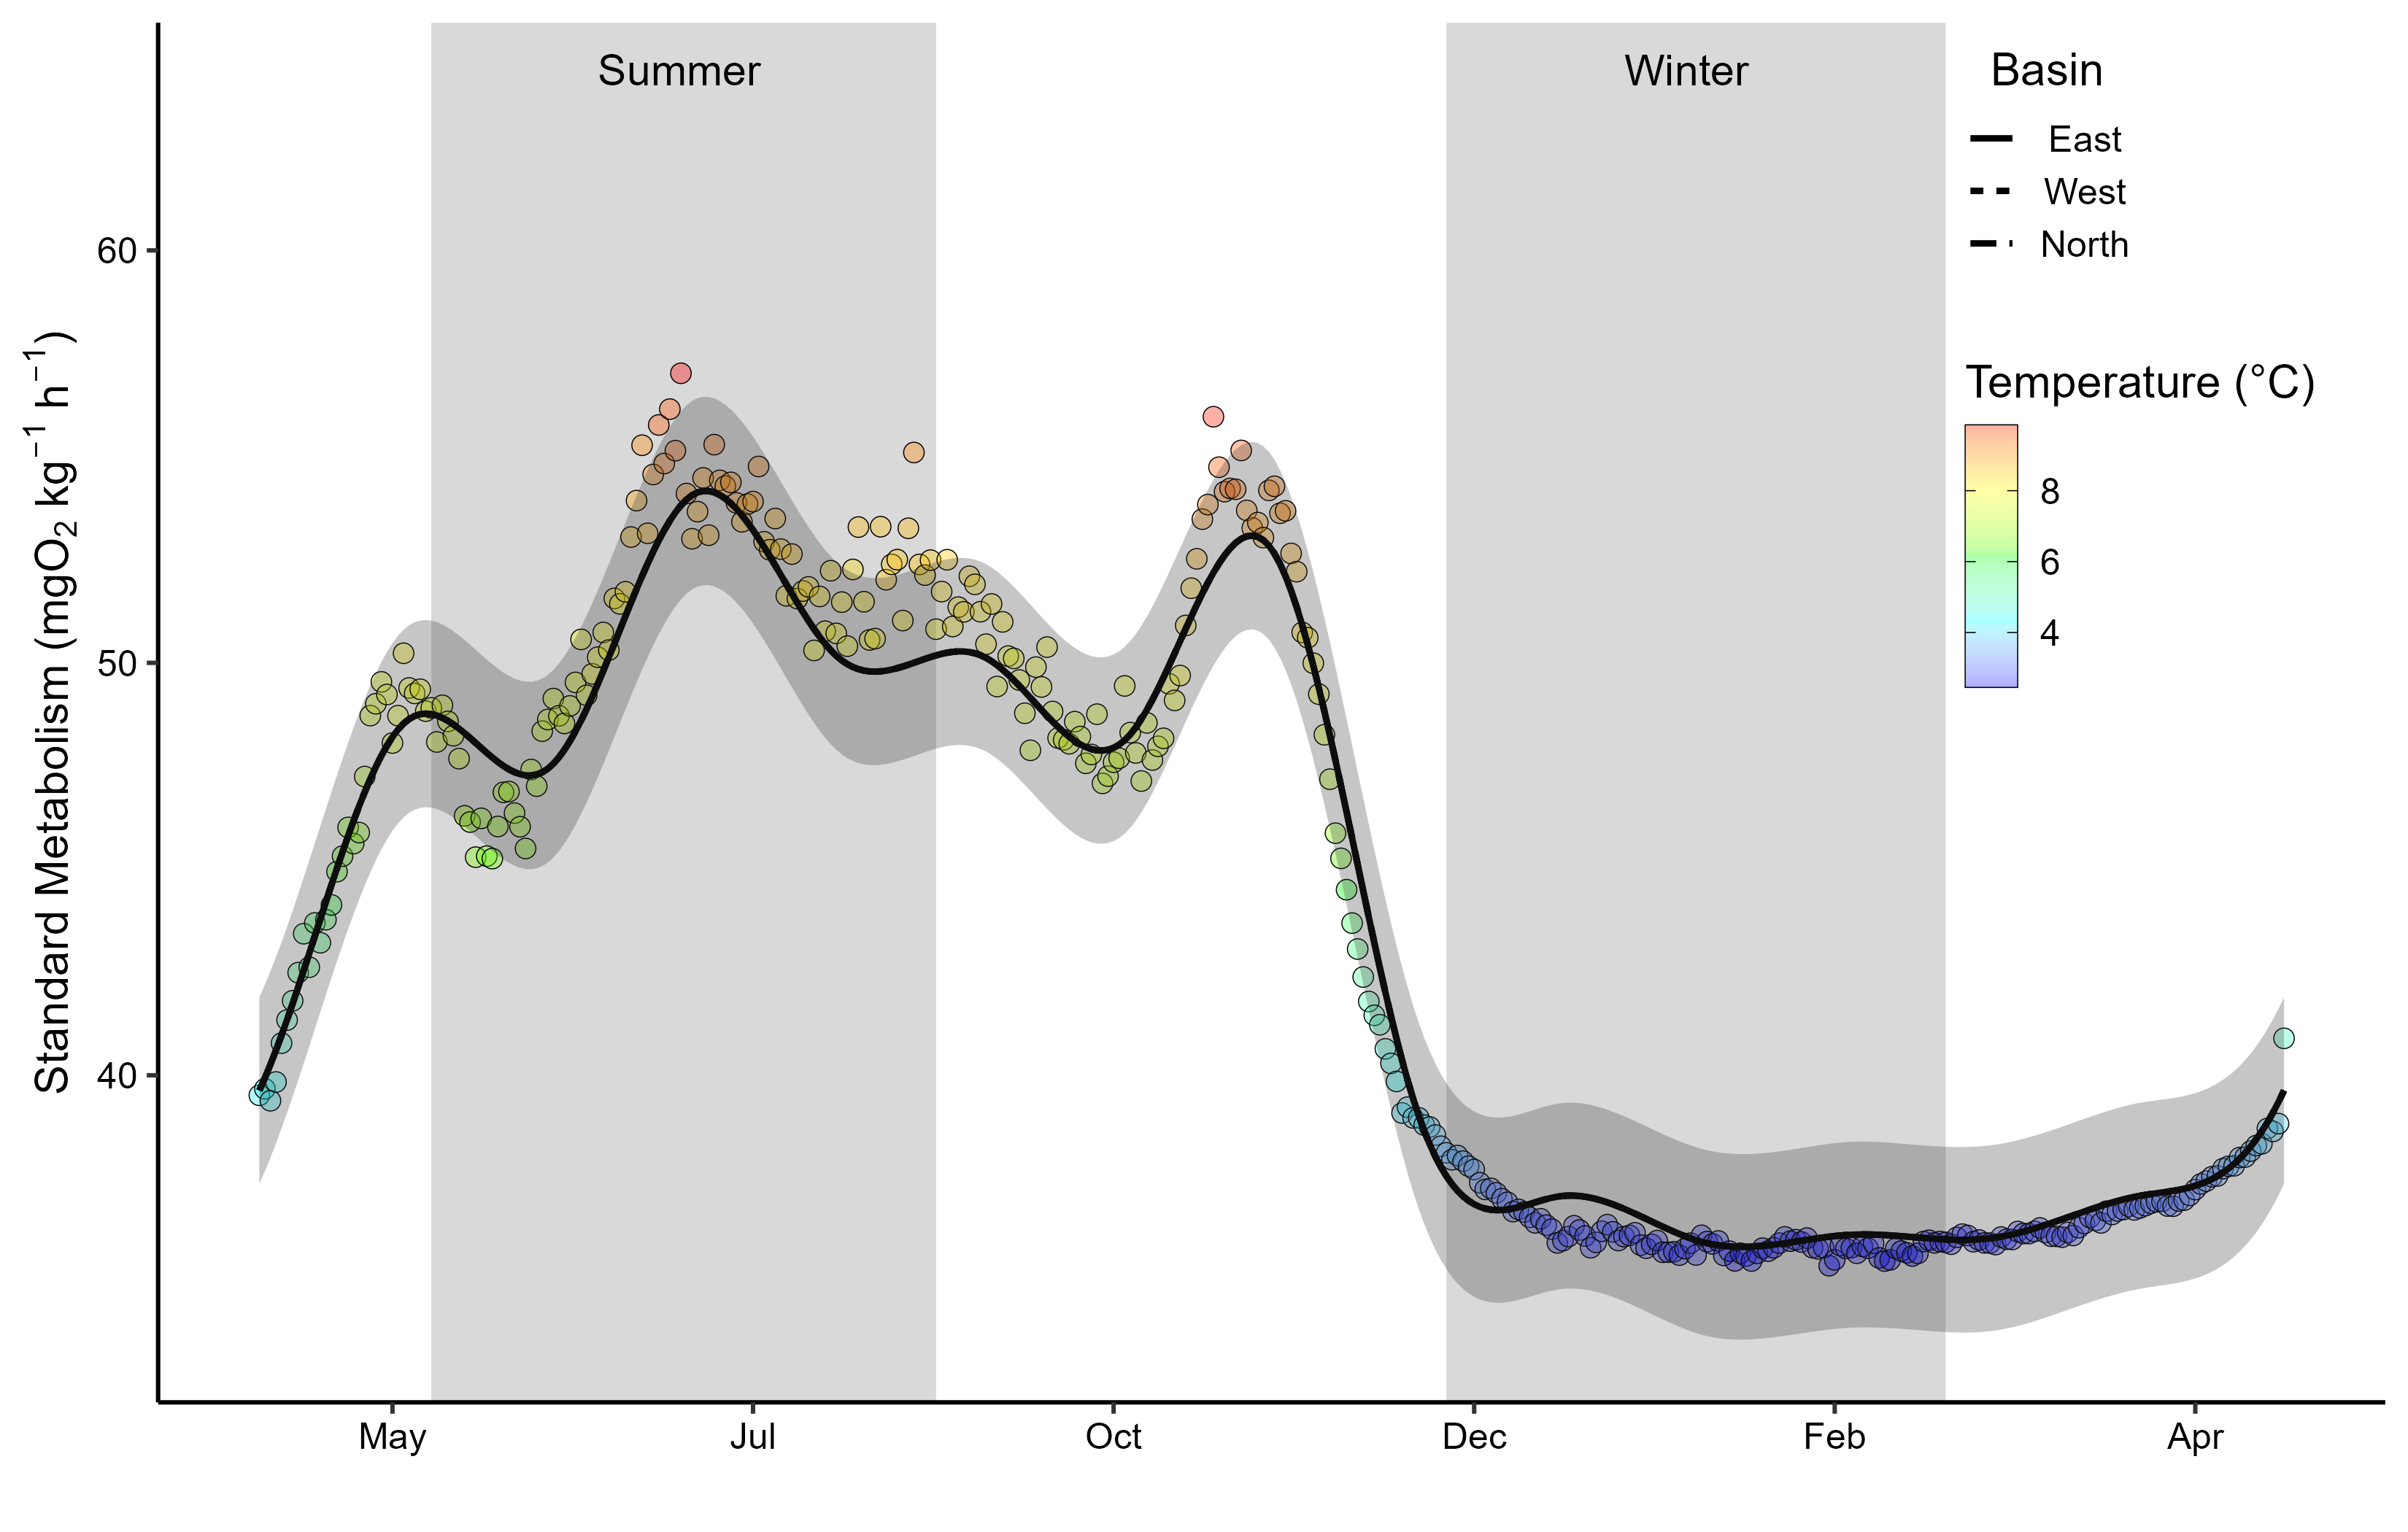 Summer
Winter
Basin
East
West
North
Temperature (°C)
8
6
4
Standard Metabolism (mgO₂ kg⁻¹ h⁻¹)
60
50
40
May
Jul
Oct
Dec
Feb
Apr